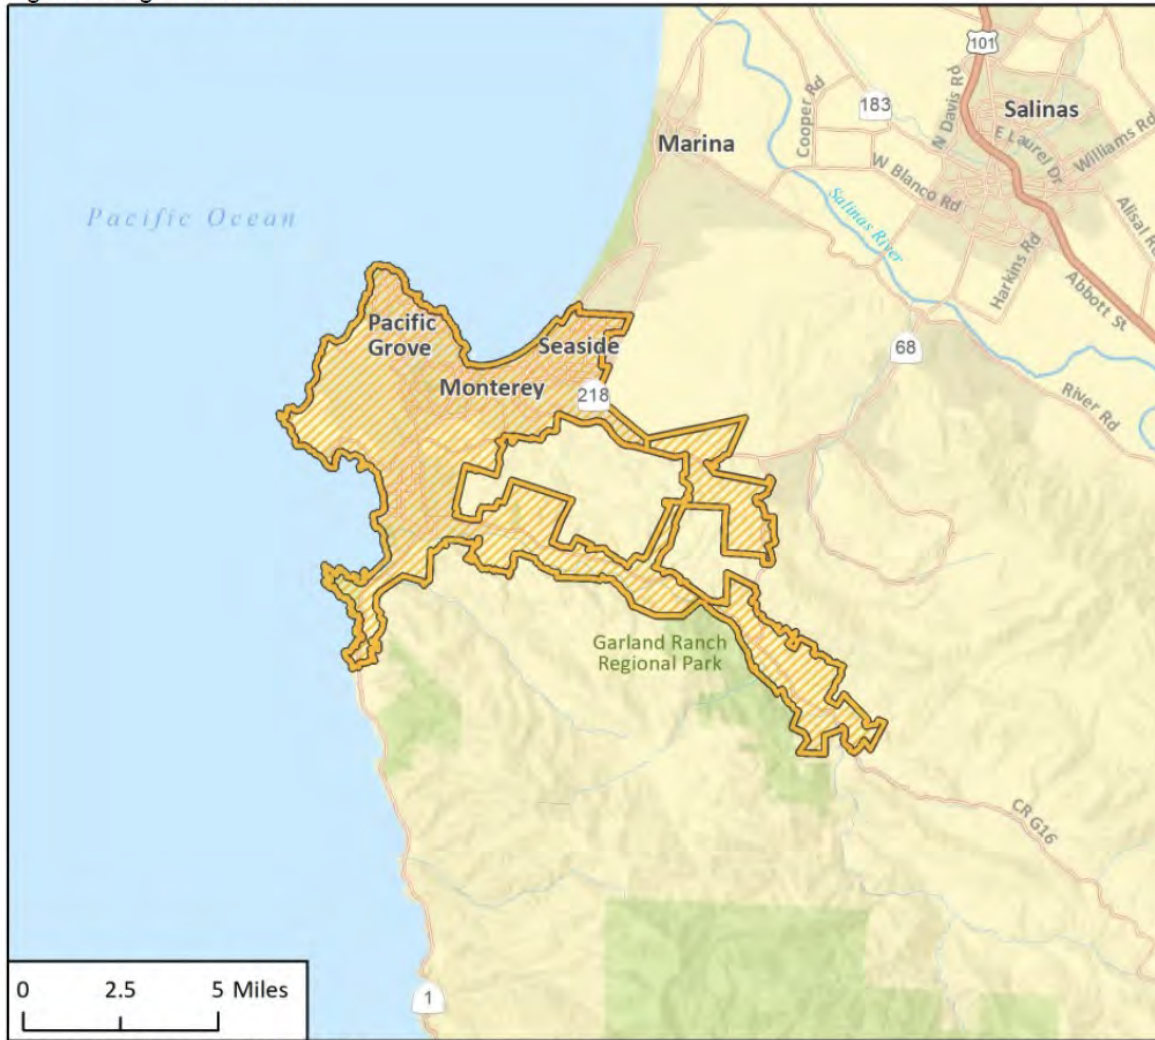 101
183
Salinas
N Davis Rd
Cooper Rd
E Laurel Dr
Williams Rd
Marina
W Blanco Rd
Alisal
Pacific Ocean
Salinas River
Harkins Rd
Abbott St
Pacific
Grove
Seaside
68
Monterey
218
River Rd
Garland Ranch
Regional Park
CR G16
0 2.5 5 Miles
1